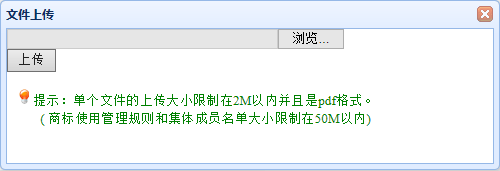 文件上传
浏览...
上传
提示：单个文件的上传大小限制在2M以内并且是pdf格式。
( 商标使用管理规则和集体成员名单大小限制在50M以内)